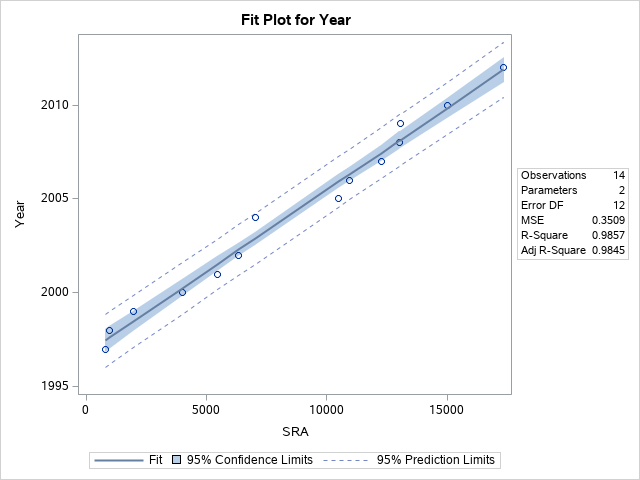 Fit Plot for Year
2010
2005
2000
1995
Year
0 5000 10000 15000
SRA
Observations 14
Parameters 2
Error DF 12
MSE 0.3509
R-Square 0.9857
Adj R-Square 0.9845
Fit 95% Confidence Limits 95% Prediction Limits